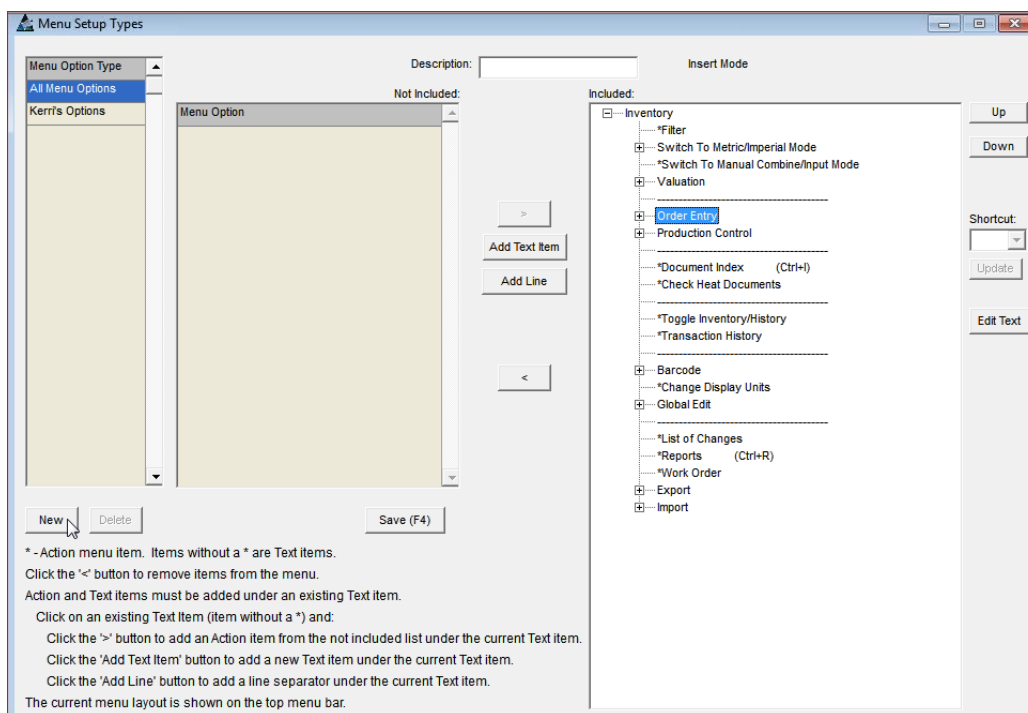 Menu Setup Types
Menu Option Type
All Menu Options
Kerri's Options
Description:
Insert Mode
Not Included:
Menu Option
>
Add Text Item
Add Line
<
Included:
Inventory
*Filter
Switch To Metric/Imperial Mode
*Switch To Manual Combine/Input Mode
Valuation
----------------------------------------
Order Entry
Production Control
----------------------------------------
*Document Index (Ctrl+I)
*Check Heat Documents
----------------------------------------
*Toggle Inventory/History
*Transaction History
----------------------------------------
Barcode
*Change Display Units
Global Edit
----------------------------------------
*List of Changes
*Reports (Ctrl+R)
*Work Order
Export
Import
Up
Down
Shortcut:
Update
Edit Text
New
Delete
Save (F4)
* - Action menu item. Items without a * are Text items.
Click the '<' button to remove items from the menu.
Action and Text items must be added under an existing Text item.
Click on an existing Text Item (item without a *) and:
Click the '>' button to add an Action item from the not included list under the current Text item.
Click the 'Add Text Item' button to add a new Text item under the current Text item.
Click the 'Add Line' button to add a line separator under the current Text item.
The current menu layout is shown on the top menu bar.